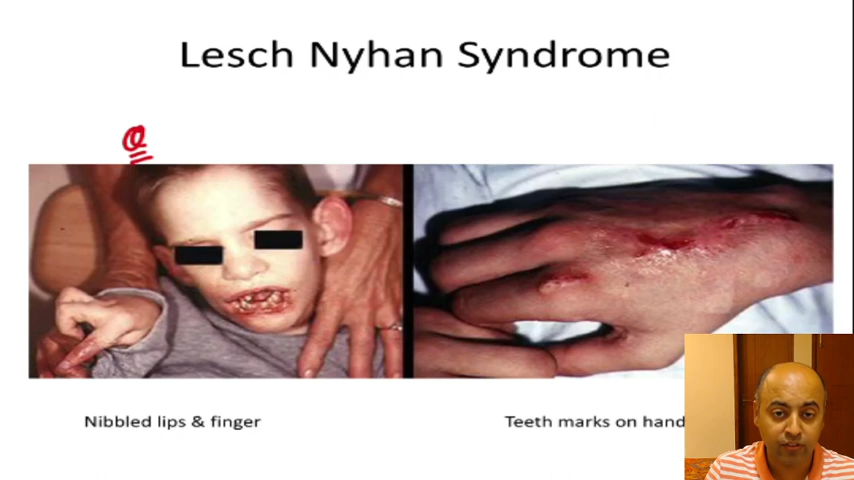 Lesch Nyhan Syndrome
Nibbled lips & finger
Teeth marks on hand